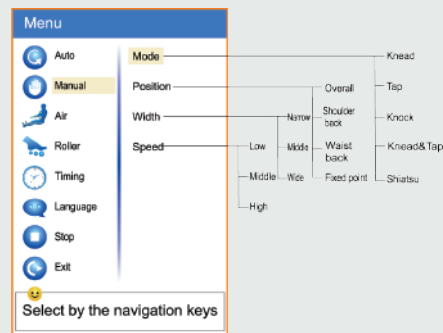 Menu
Auto
Manual
Air
Roller
Timing
Language
Stop
Exit
Mode
Position
Width
Speed
Low
Middle
High
Narrow
Middle
Wide
Overall
Shoulder
back
Waist
back
Fixed point
Knead
Tap
Knock
Knead&Tap
Shiatsu
Select by the navigation keys